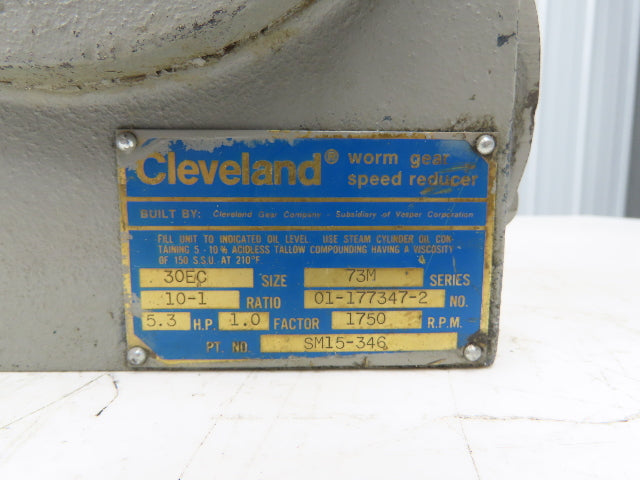 Cleveland® worm gear
speed reducer
BUILT BY: Cleveland Gear Company - Subsidiary of Vesper Corporation
FILL UNIT TO INDICATED OIL LEVEL. USE STEAM CYLINDER OIL CON-
TAINING 5-10% ACIDLESS TALLOW COMPOUNDING HAVING A VISCOSITY
OF 150 S.S.U. AT 210°F.
30EC SIZE 73M SERIES
10-1 RATIO 01-177347-2 NO.
5.3 H.P. 1.0 FACTOR 1750 R.P.M.
PT. NO. SM15-346